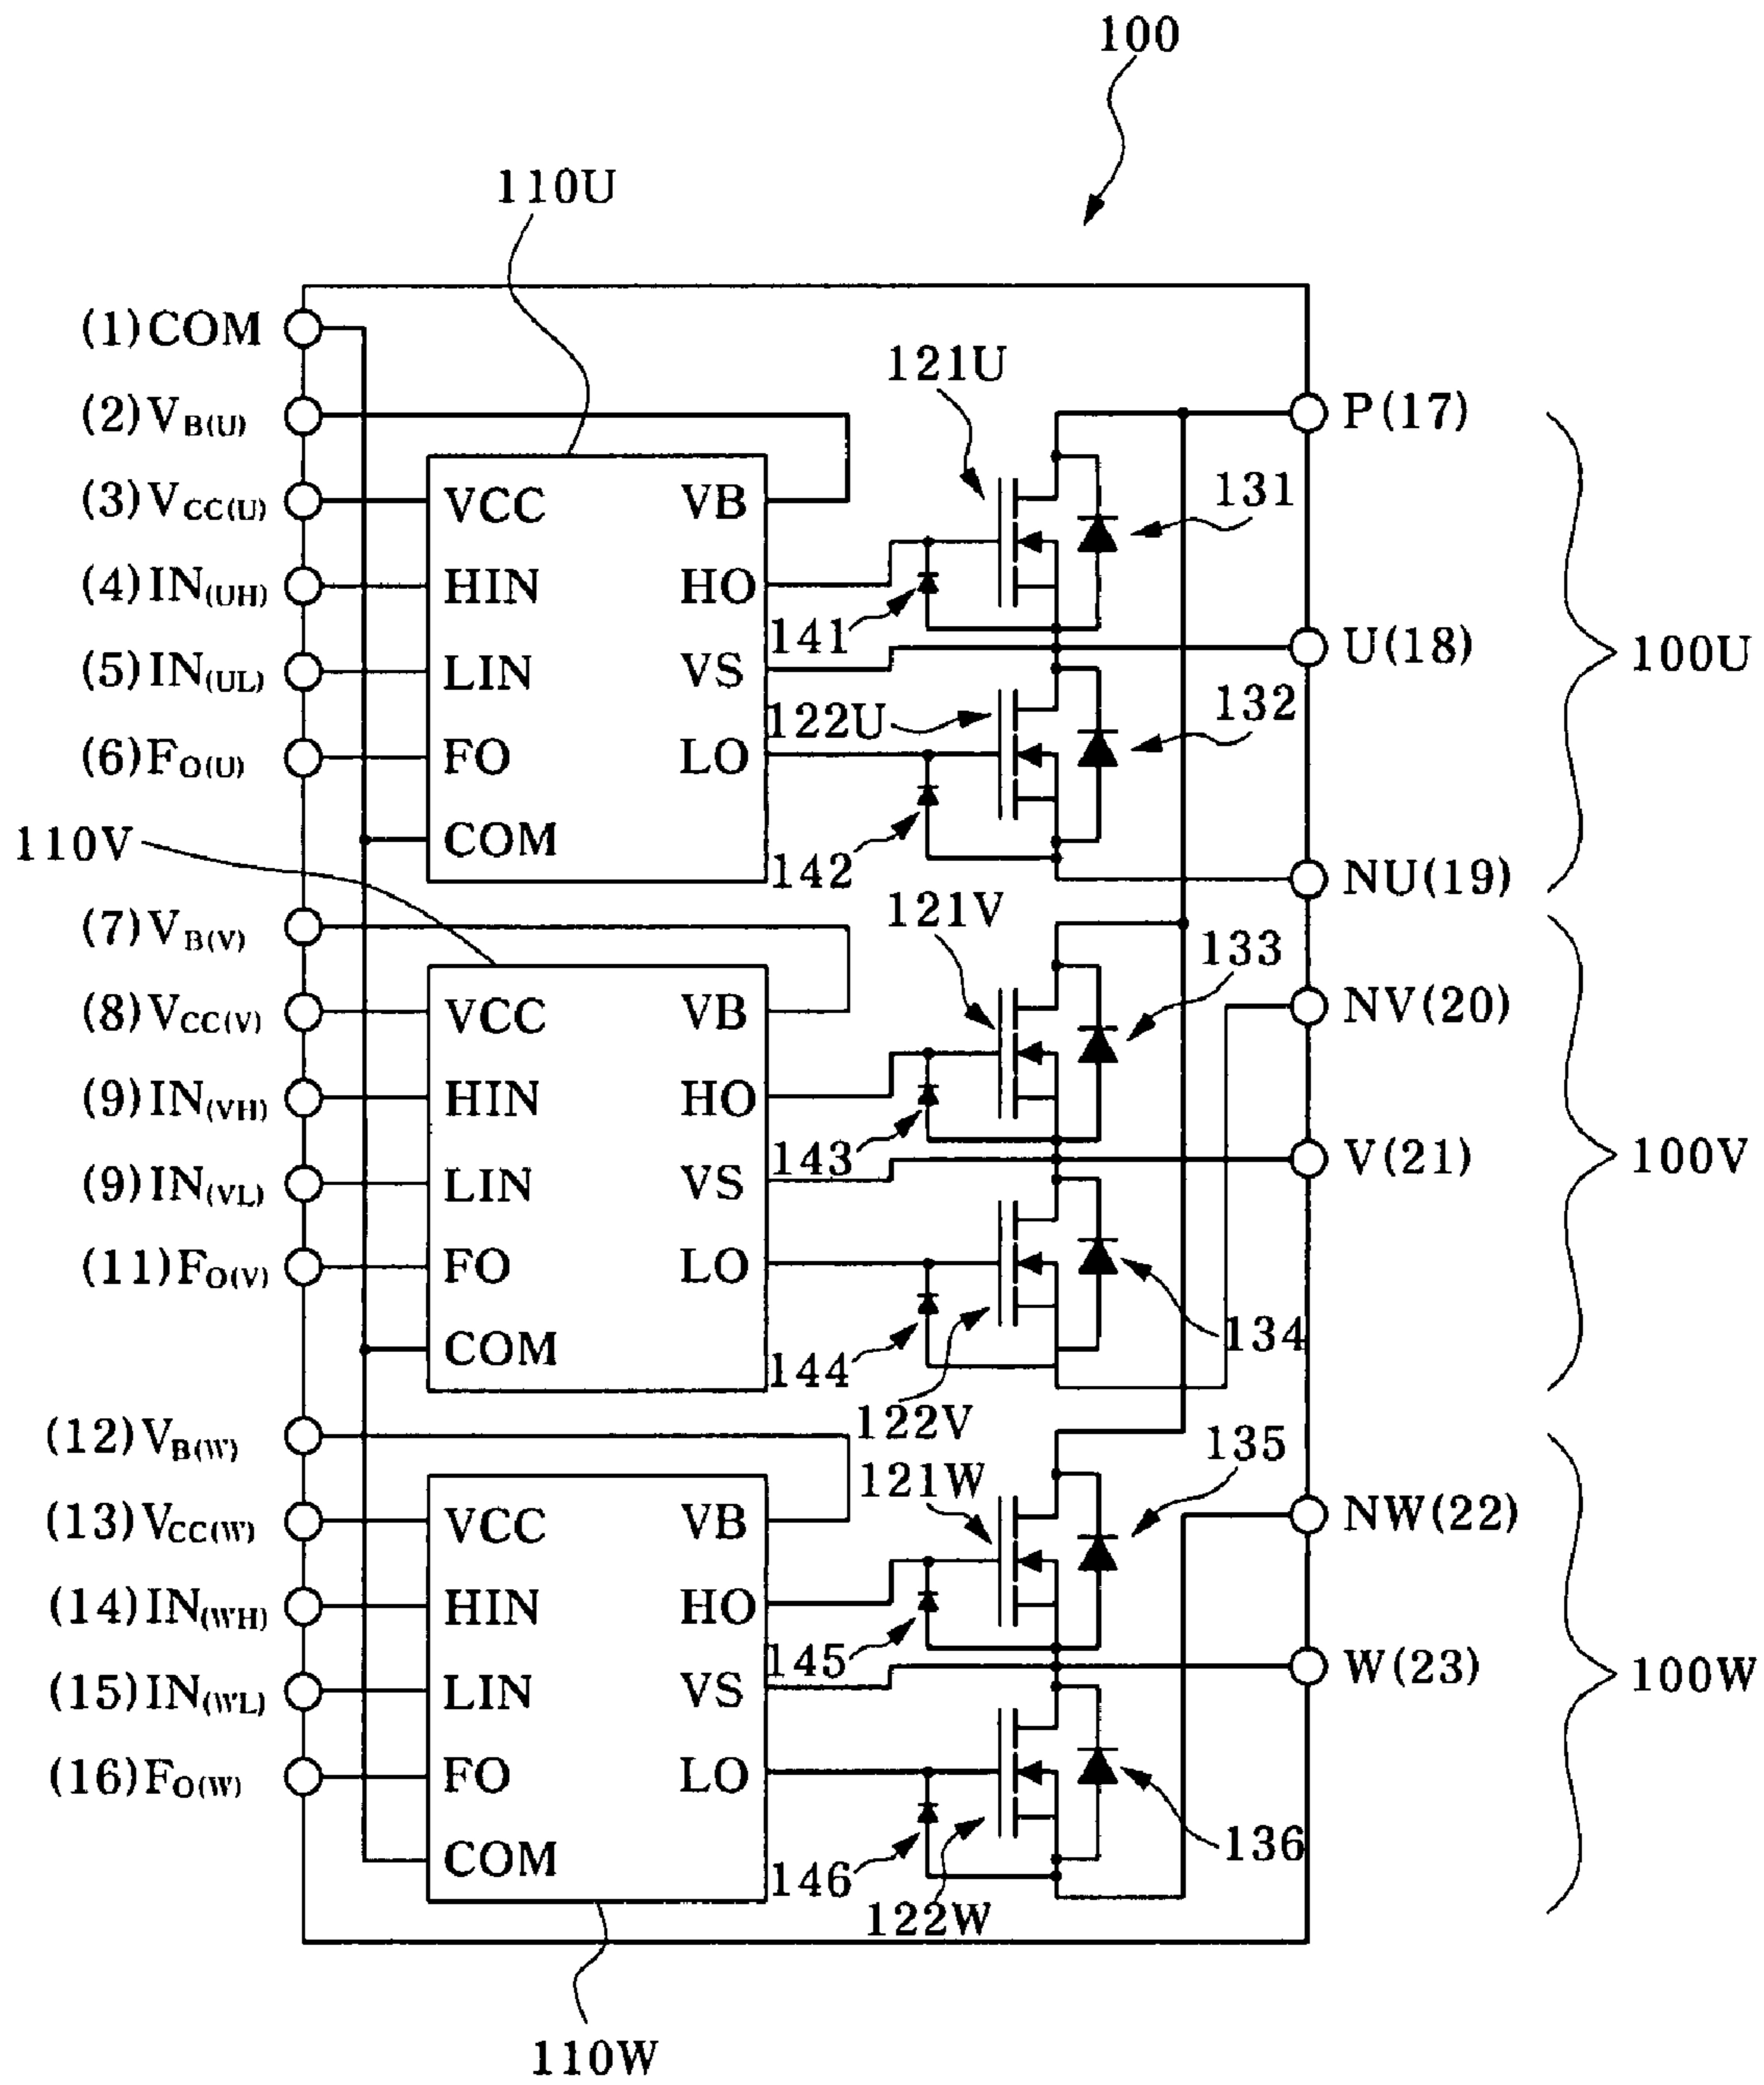 100
110U
(1)COM
(2)VB(U)
(3)VCC(U)
(4)IN(UH)
(5)IN(UL)
(6)FO(U)
110V
(7)VB(V)
(8)VCC(V)
(9)IN(VH)
(9)IN(VL)
(11)FO(V)
(12)VB(W)
(13)VCC(W)
(14)IN(WH)
(15)IN(WL)
(16)FO(W)
VCC VB
HIN HO
LIN VS
FO LO
COM
VCC VB
HIN HO
LIN VS
FO LO
COM
VCC VB
HIN HO
LIN VS
FO LO
COM
110W
121U
131
141
122U
132
142
121V
133
143
134
144
122V
121W
135
145
136
146
122W
P(17)
U(18)
NU(19)
NV(20)
V(21)
NW(22)
W(23)
100U
100V
100W